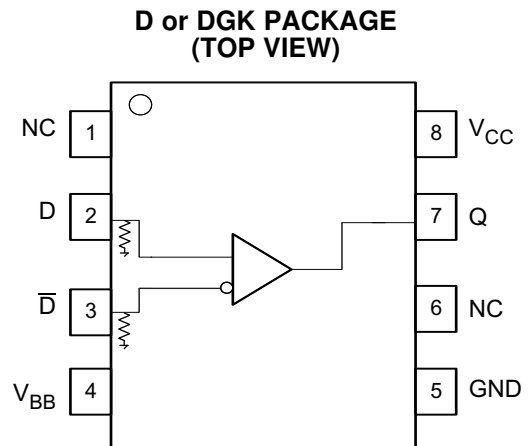 D or DGK PACKAGE
(TOP VIEW)
NC 1
8 VCC
D 2
7 Q
D̅ 3
6 NC
VBB 4
5 GND